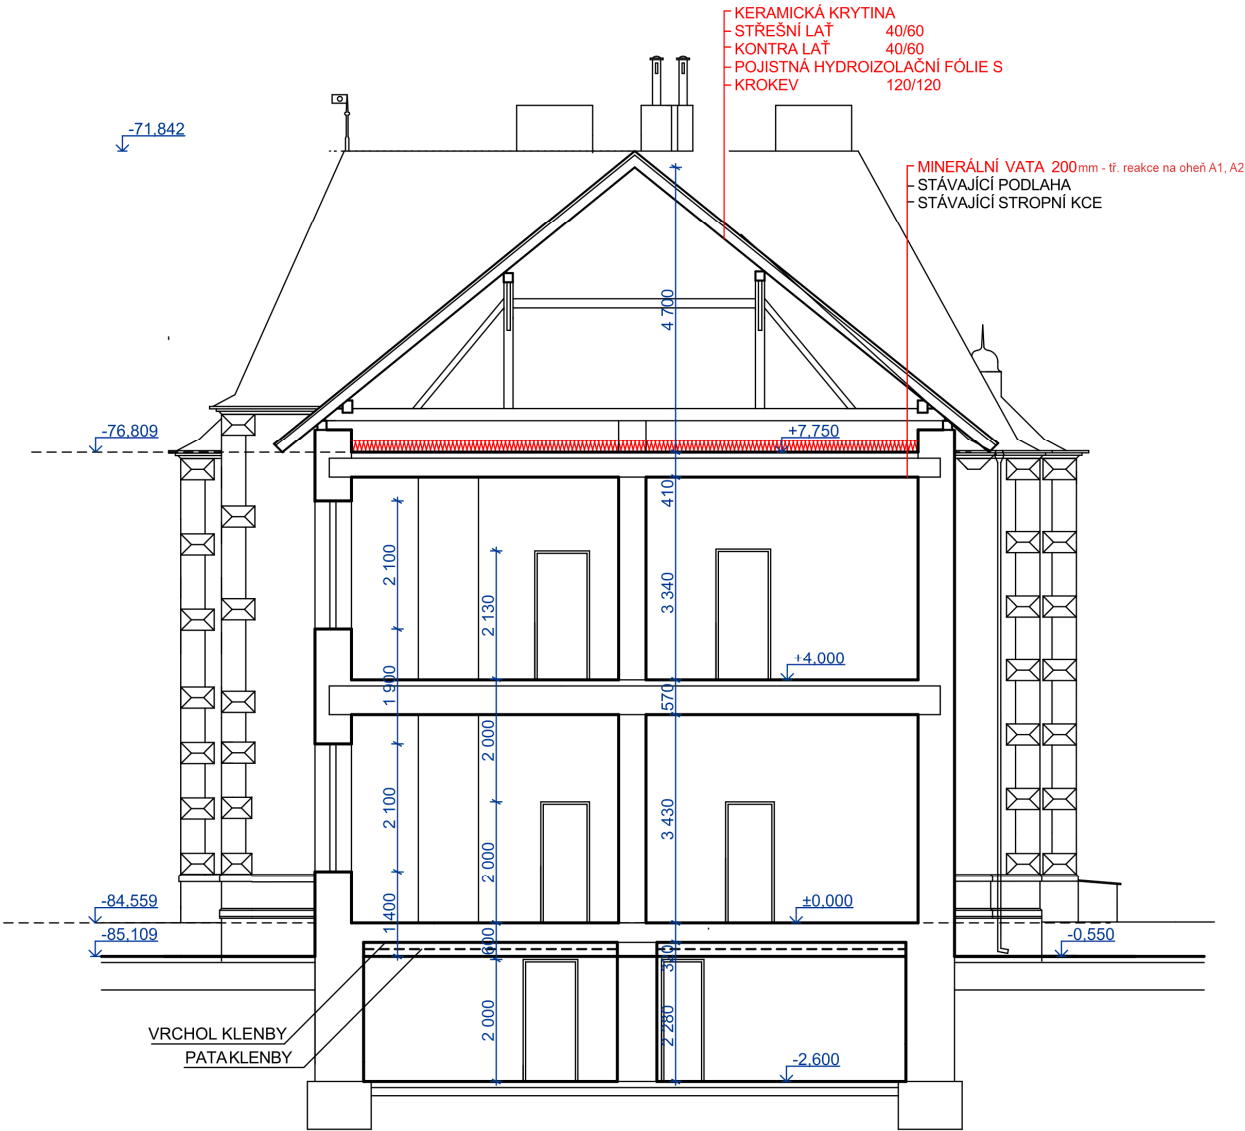 KERAMICKÁ KRYTINA
STŘEŠNÍ LAŤ 40/60
KONTRA LAŤ 40/60
POJISTNÁ HYDROIZOLAČNÍ FÓLIE S
KROKEV 120/120
-71,842
MINERÁLNÍ VATA 200mm - tř. reakce na oheň A1, A2
STÁVAJÍCÍ PODLAHA
STÁVAJÍCÍ STROPNÍ KCE
4 700
-76,809
+7,750
410
2 100
2 130
3 340
+4,000
1 900
570
2 000
2 100
3 430
2 000
-84,559
±0,000
1400
-85,109
600
-0,550
2 000
2 280
VRCHOL KLENBY
PATA KLENBY
-2,600